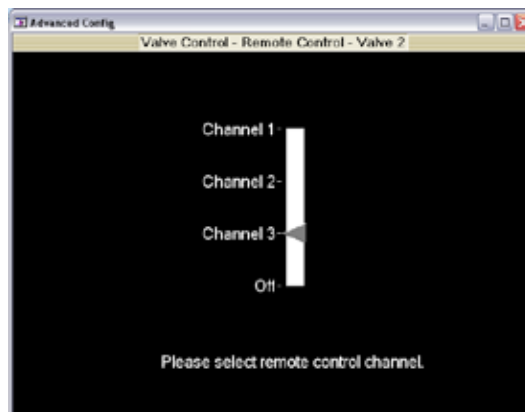 Advanced Config
Valve Control - Remote Control - Valve 2
Channel 1
Channel 2
Channel 3
Off
Please select remote control channel.